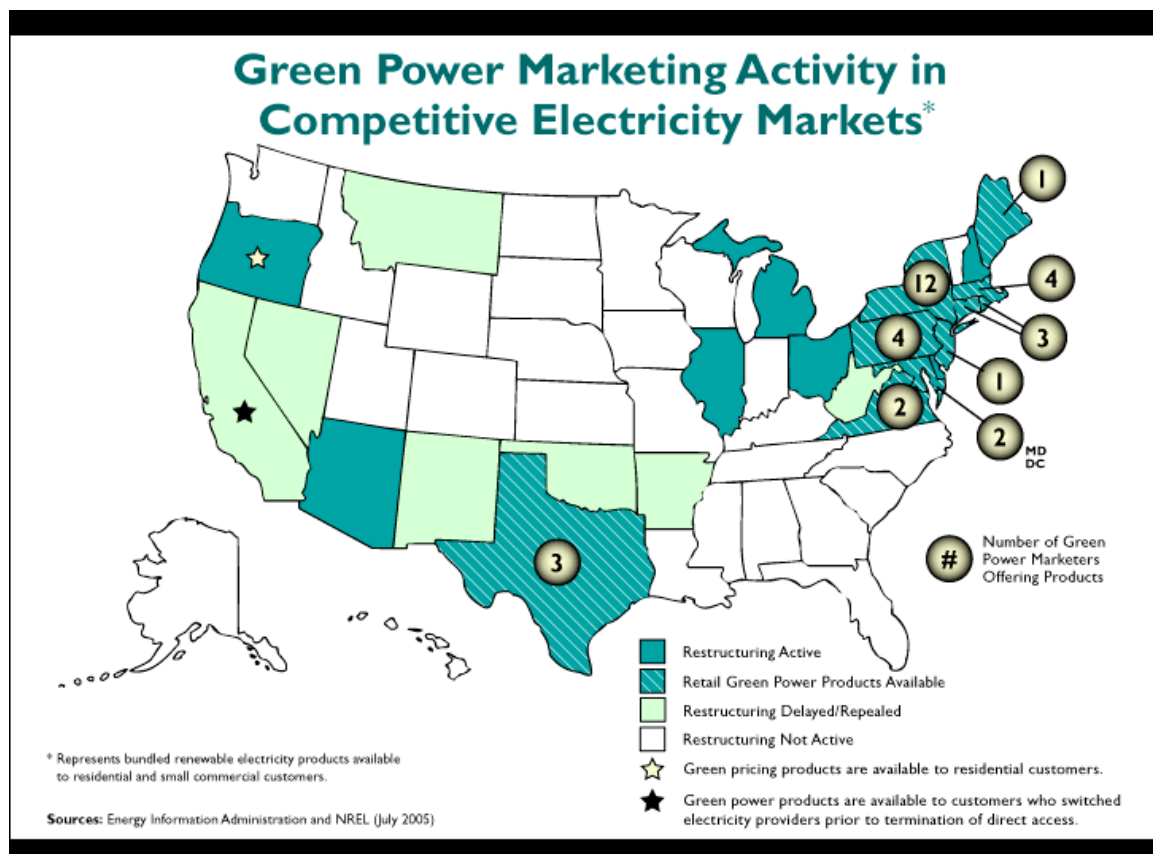 Green Power Marketing Activity in
Competitive Electricity Markets*
1
12
4
4
3
1
2
2
MD
DC
3
# Number of Green
Power Marketers
Offering Products
Restructuring Active
Retail Green Power Products Available
Restructuring Delayed/Repealed
Restructuring Not Active
Green pricing products are available to residential customers.
Green power products are available to customers who switched
electricity providers prior to termination of direct access.
* Represents bundled renewable electricity products available
to residential and small commercial customers.
Sources: Energy Information Administration and NREL (July 2005)